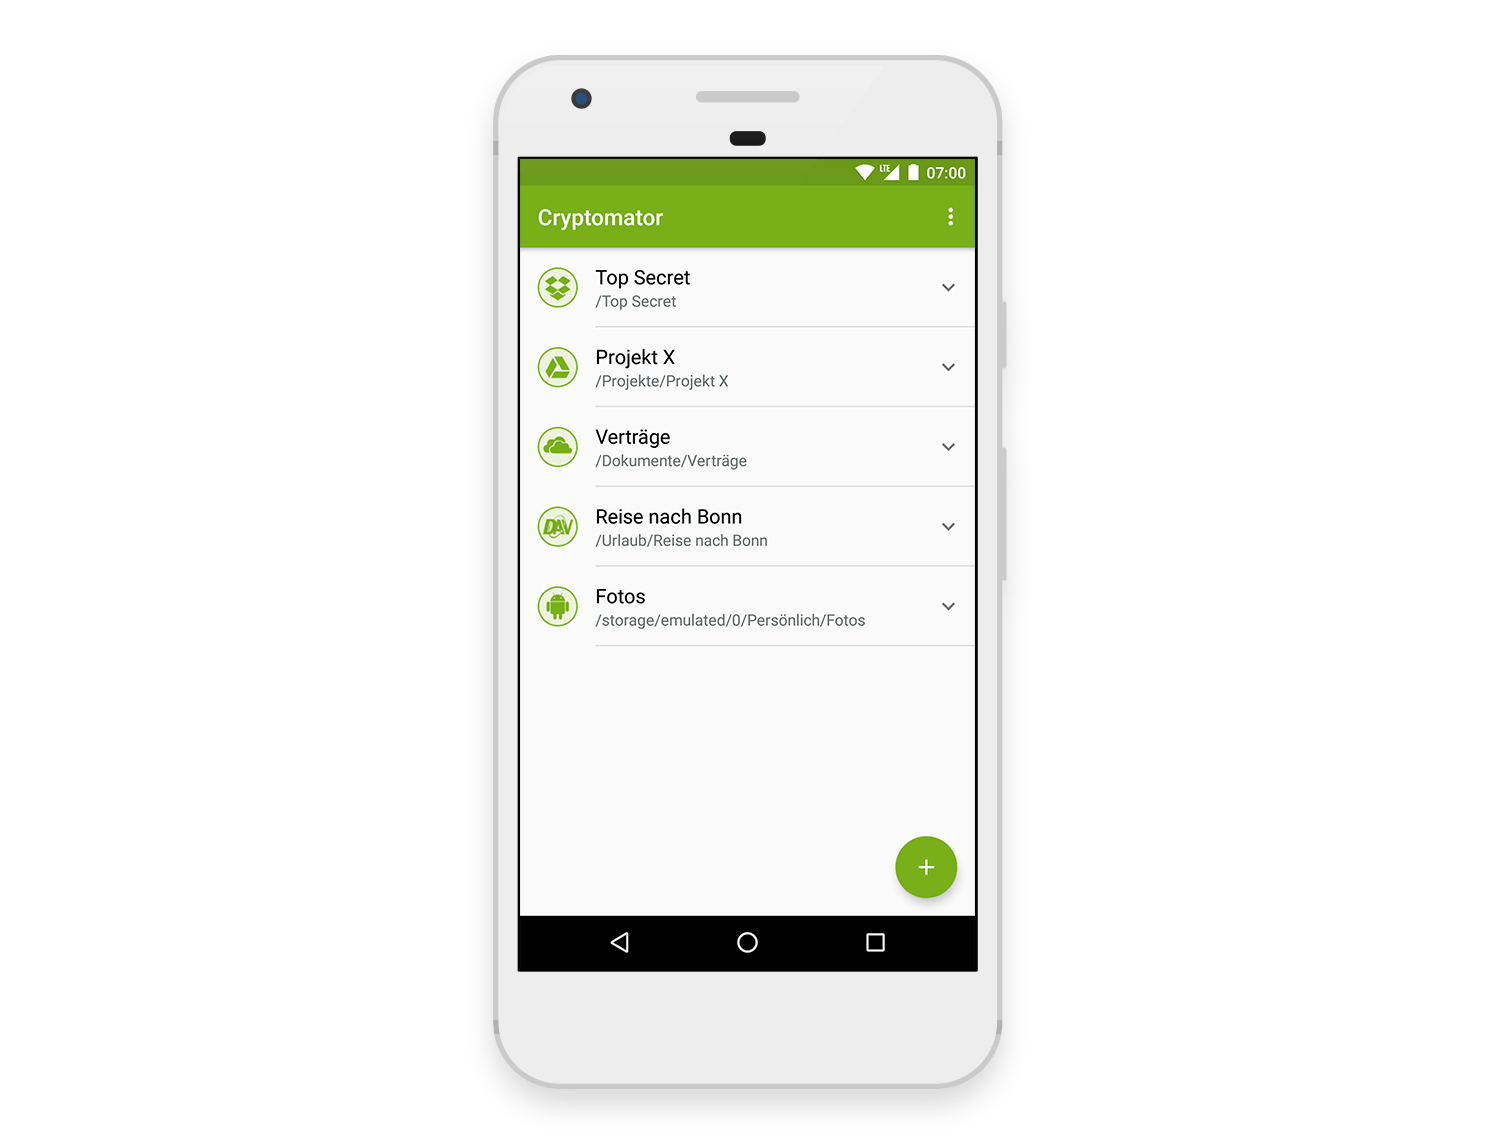 LTE 07:00
Cryptomator
Top Secret
/Top Secret
Projekt X
/Projekte/Projekt X
Verträge
/Dokumente/Verträge
DAV
Reise nach Bonn
/Urlaub/Reise nach Bonn
Fotos
/storage/emulated/0/Persönlich/Fotos